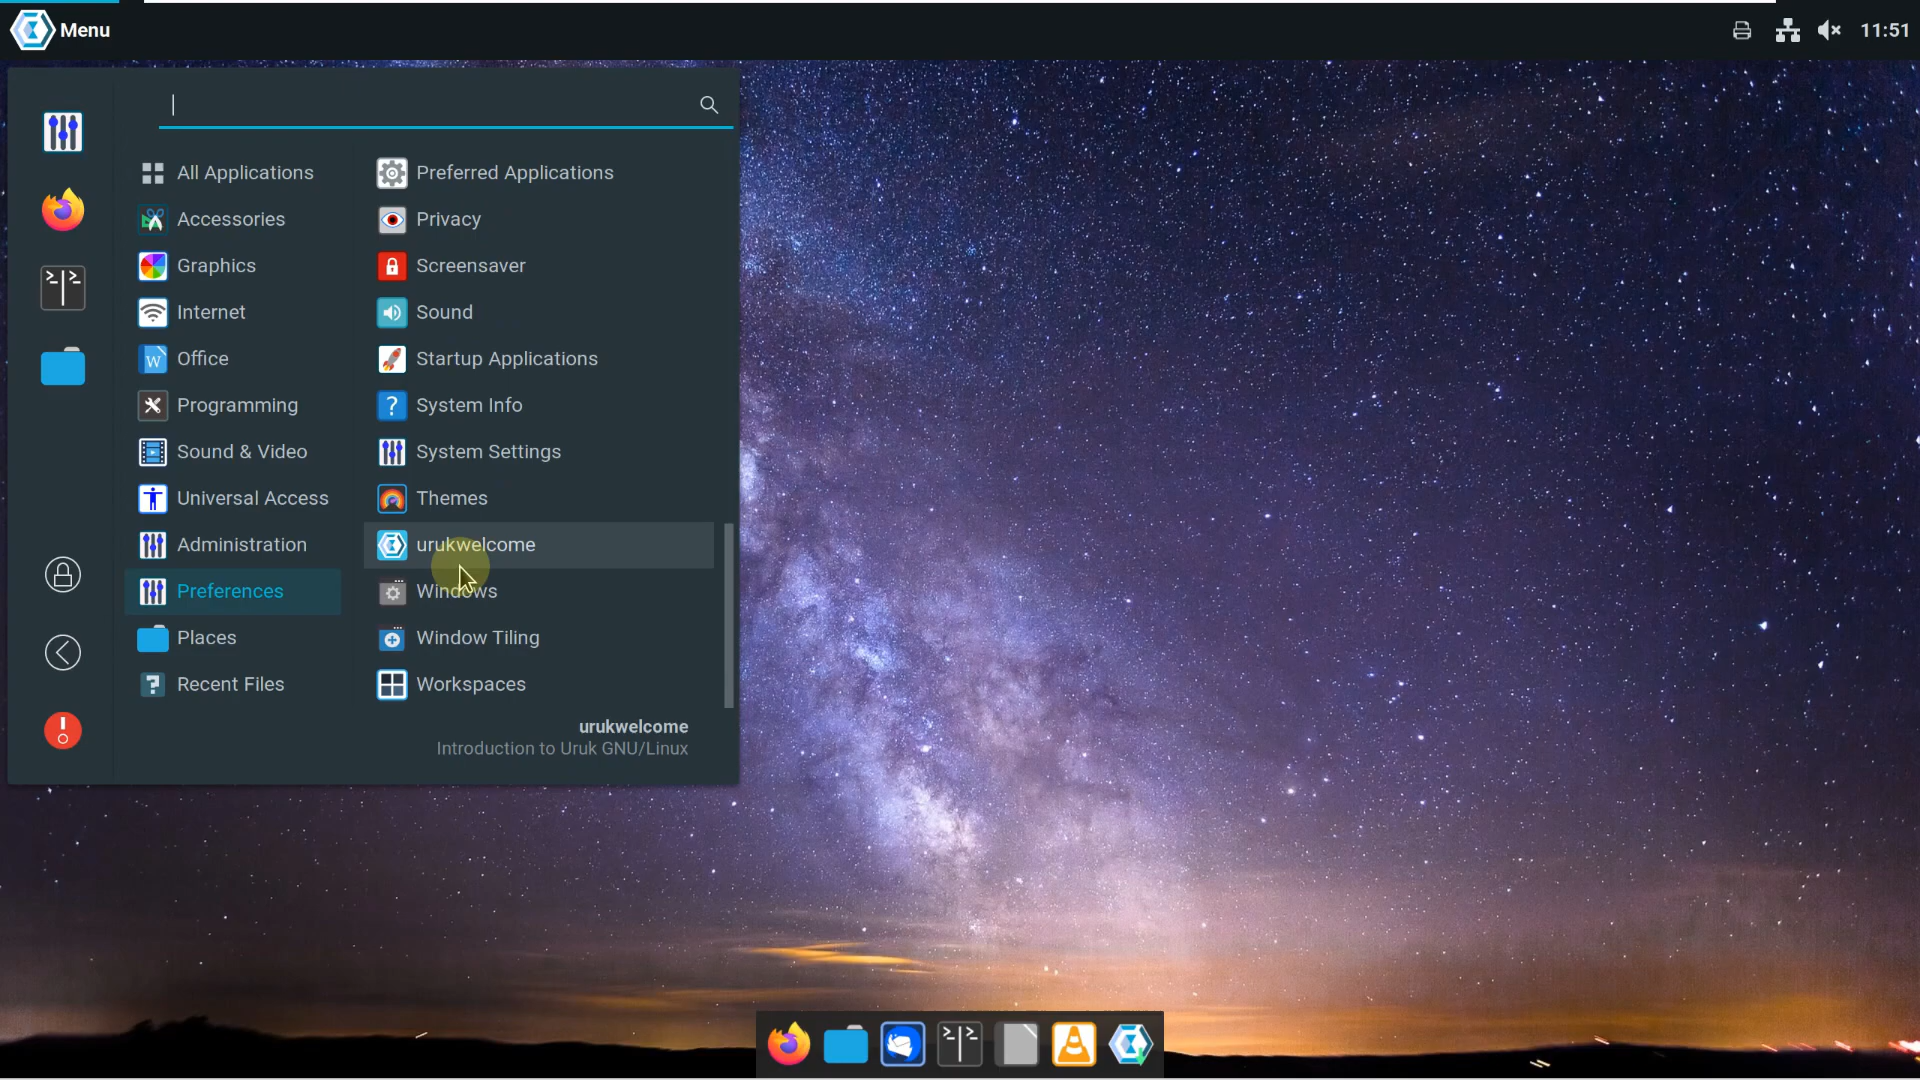 Menu
11:51
All Applications
Accessories
Graphics
Internet
Office
Programming
Sound & Video
Universal Access
Administration
Preferences
Places
Recent Files
Preferred Applications
Privacy
Screensaver
Sound
Startup Applications
System Info
System Settings
Themes
urukwelcome
Windows
Window Tiling
Workspaces
urukwelcome
Introduction to Uruk GNU/Linux